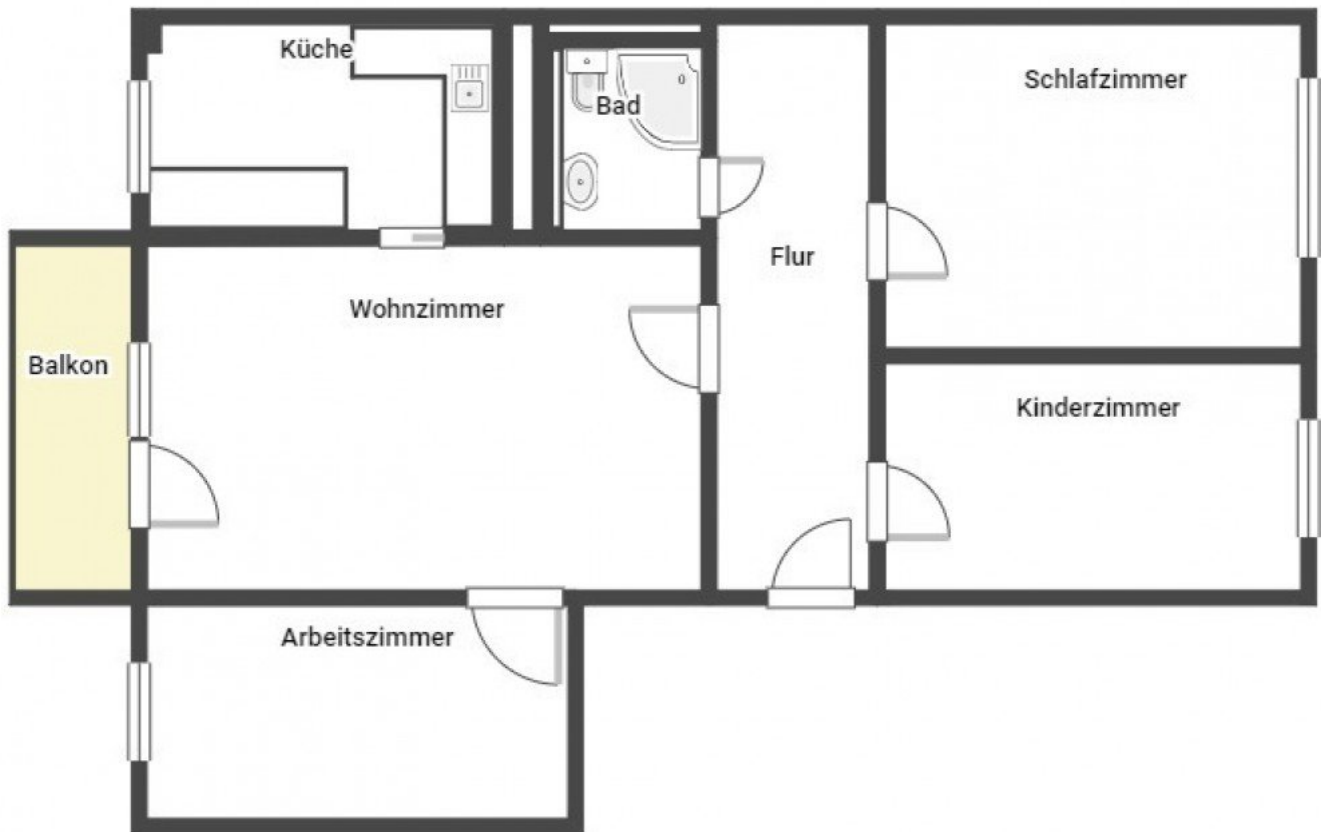 Küche
Schlafzimmer
Bad
Flur
Wohnzimmer
Balkon
Kinderzimmer
Arbeitszimmer